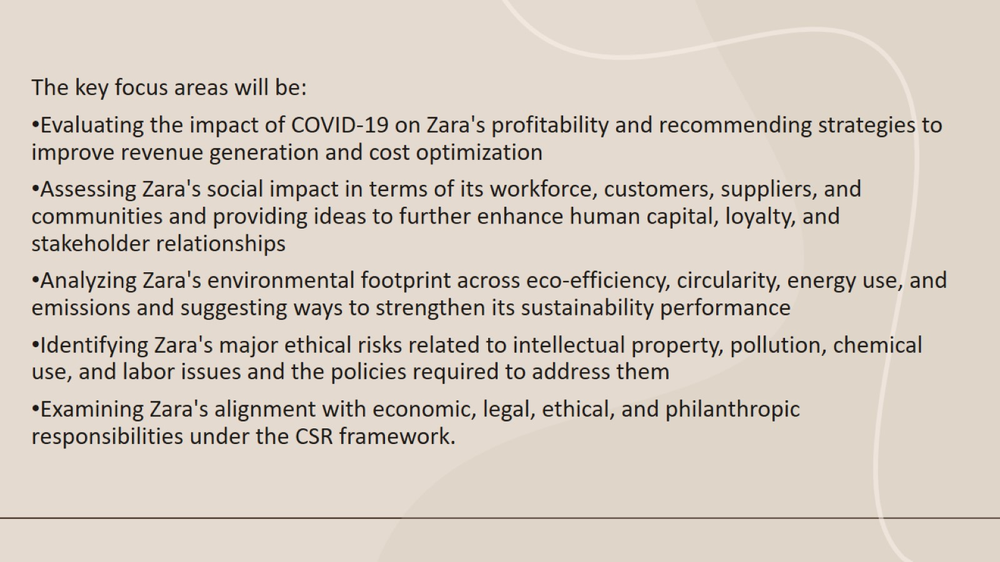 The key focus areas will be:
•Evaluating the impact of COVID-19 on Zara's profitability and recommending strategies to
improve revenue generation and cost optimization
•Assessing Zara's social impact in terms of its workforce, customers, suppliers, and
communities and providing ideas to further enhance human capital, loyalty, and
stakeholder relationships
•Analyzing Zara's environmental footprint across eco-efficiency, circularity, energy use, and
emissions and suggesting ways to strengthen its sustainability performance
•Identifying Zara's major ethical risks related to intellectual property, pollution, chemical
use, and labor issues and the policies required to address them
•Examining Zara's alignment with economic, legal, ethical, and philanthropic
responsibilities under the CSR framework.